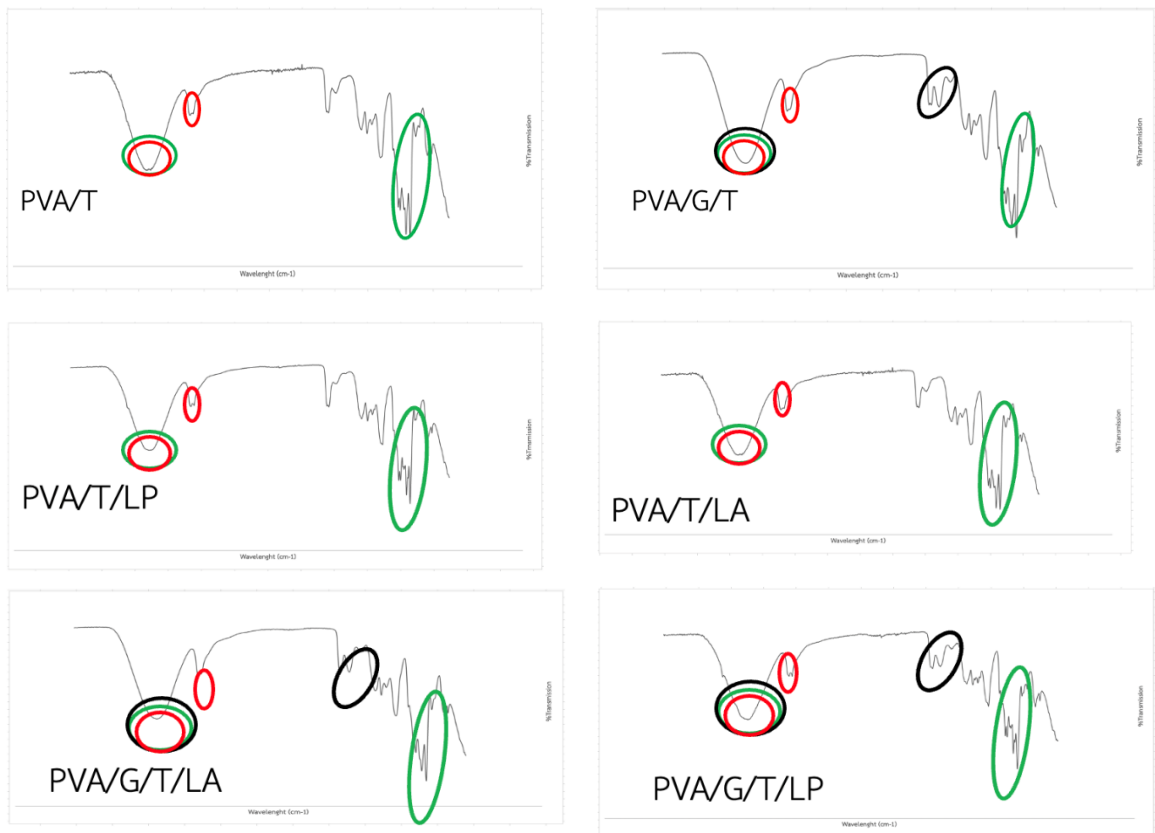 %Transmission
PVA/T
Wavelenght (cm-1)
%Transmission
PVA/G/T
Wavelenght (cm-1)
%Trnsmission
PVA/T/LP
Wavelenght (cm-1)
%Transmission
PVA/T/LA
Wavelenght (cm-1)
%Transmission
PVA/G/T/LA
Wavelenght (cm-1)
%Transmission
PVA/G/T/LP
Wavelenght (cm-1)